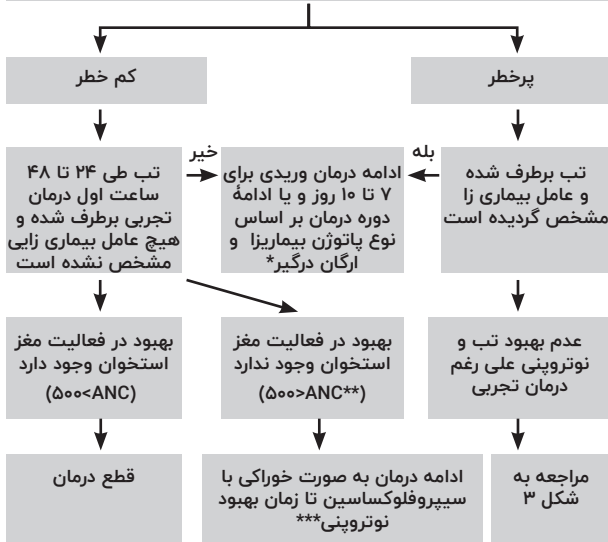 پرخطر
کم خطر
تب برطرف شده
و عامل بیماری زا
مشخص گردیده است
بله
ادامه درمان وریدی برای
۷ تا ۱۰ روز و یا ادامهٔ
دوره درمان بر اساس
نوع پاتوژن بیماریزا و
ارگان درگیر*
خیر
تب طی ۲۴ تا ۴۸
ساعت اول درمان
تجربی برطرف شده و
هیچ عامل بیماری زایی
مشخص نشده است
عدم بهبود تب و
نوتروپنی علی رغم
درمان تجربی
بهبود در فعالیت مغز
استخوان وجود ندارد
(۵۰۰>ANC**)
بهبود در فعالیت مغز
استخوان وجود دارد
(۵۰۰<ANC)
مراجعه به
شکل ۳
ادامه درمان به صورت خوراکی با
سیپروفلوکساسین تا زمان بهبود
نوتروپنی***
قطع درمان